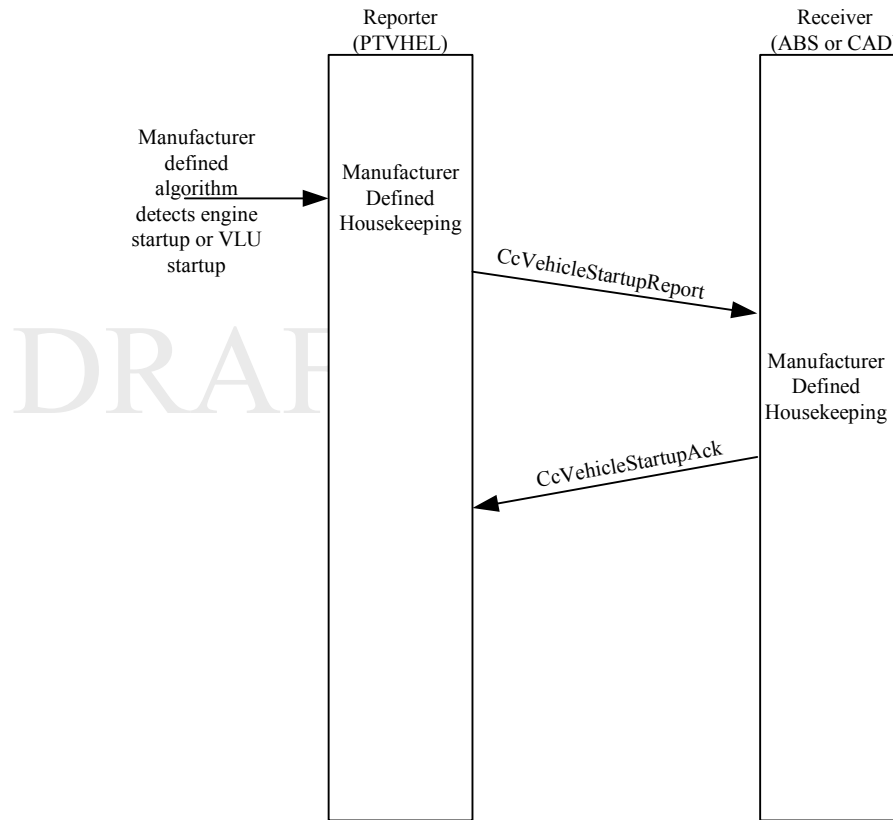 Reporter
(PTVHEL)
Receiver
(ABS or CAD)
Manufacturer
defined
algorithm
detects engine
startup or VLU
startup
Manufacturer
Defined
Housekeeping
CcVehicleStartupReport
DRAF
Manufacturer
Defined
Housekeeping
CcVehicleStartupAck